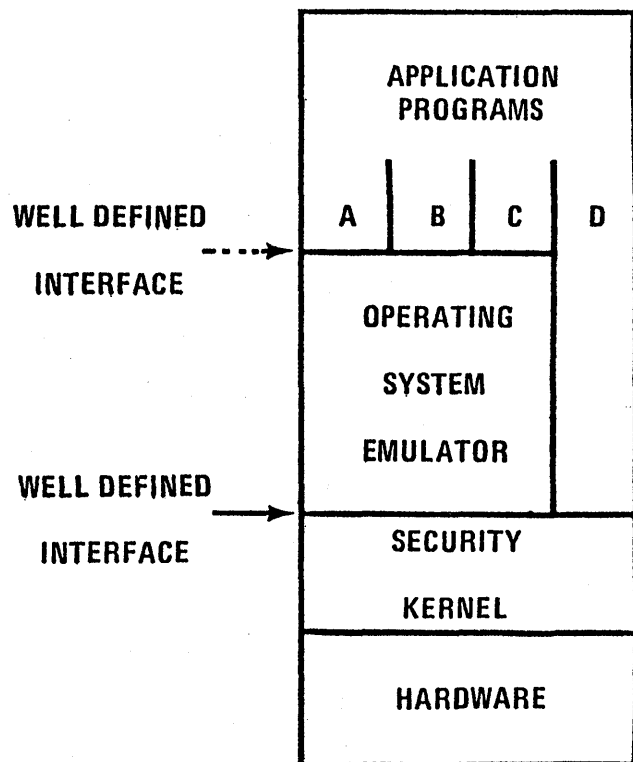 APPLICATION
PROGRAMS
A B C D
WELL DEFINED
INTERFACE
OPERATING
SYSTEM
EMULATOR
WELL DEFINED
INTERFACE
SECURITY
KERNEL
HARDWARE